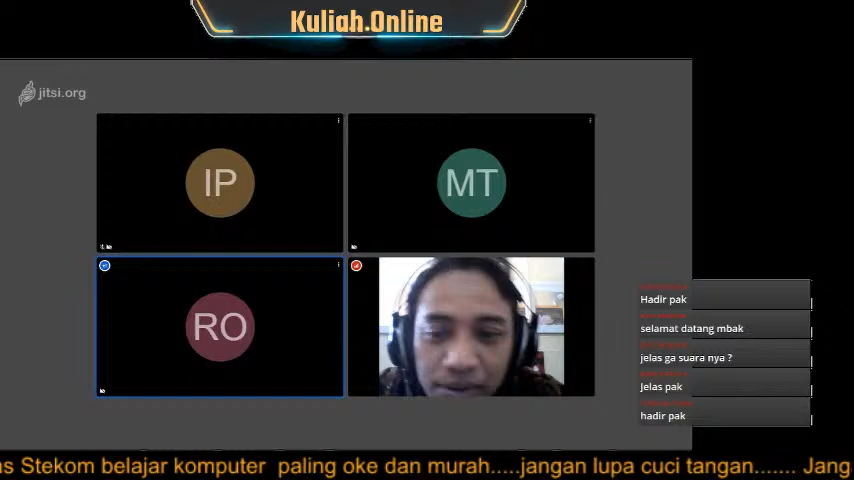 Kuliah.Online
jitsi.org
IP
MT
RO
Hadir pak
selamat datang mbak
jelas ga suara nya ?
Jelas pak
hadir pak
Stekom belajar komputer paling oke dan murah.....jangan lupa cuci tangan.......